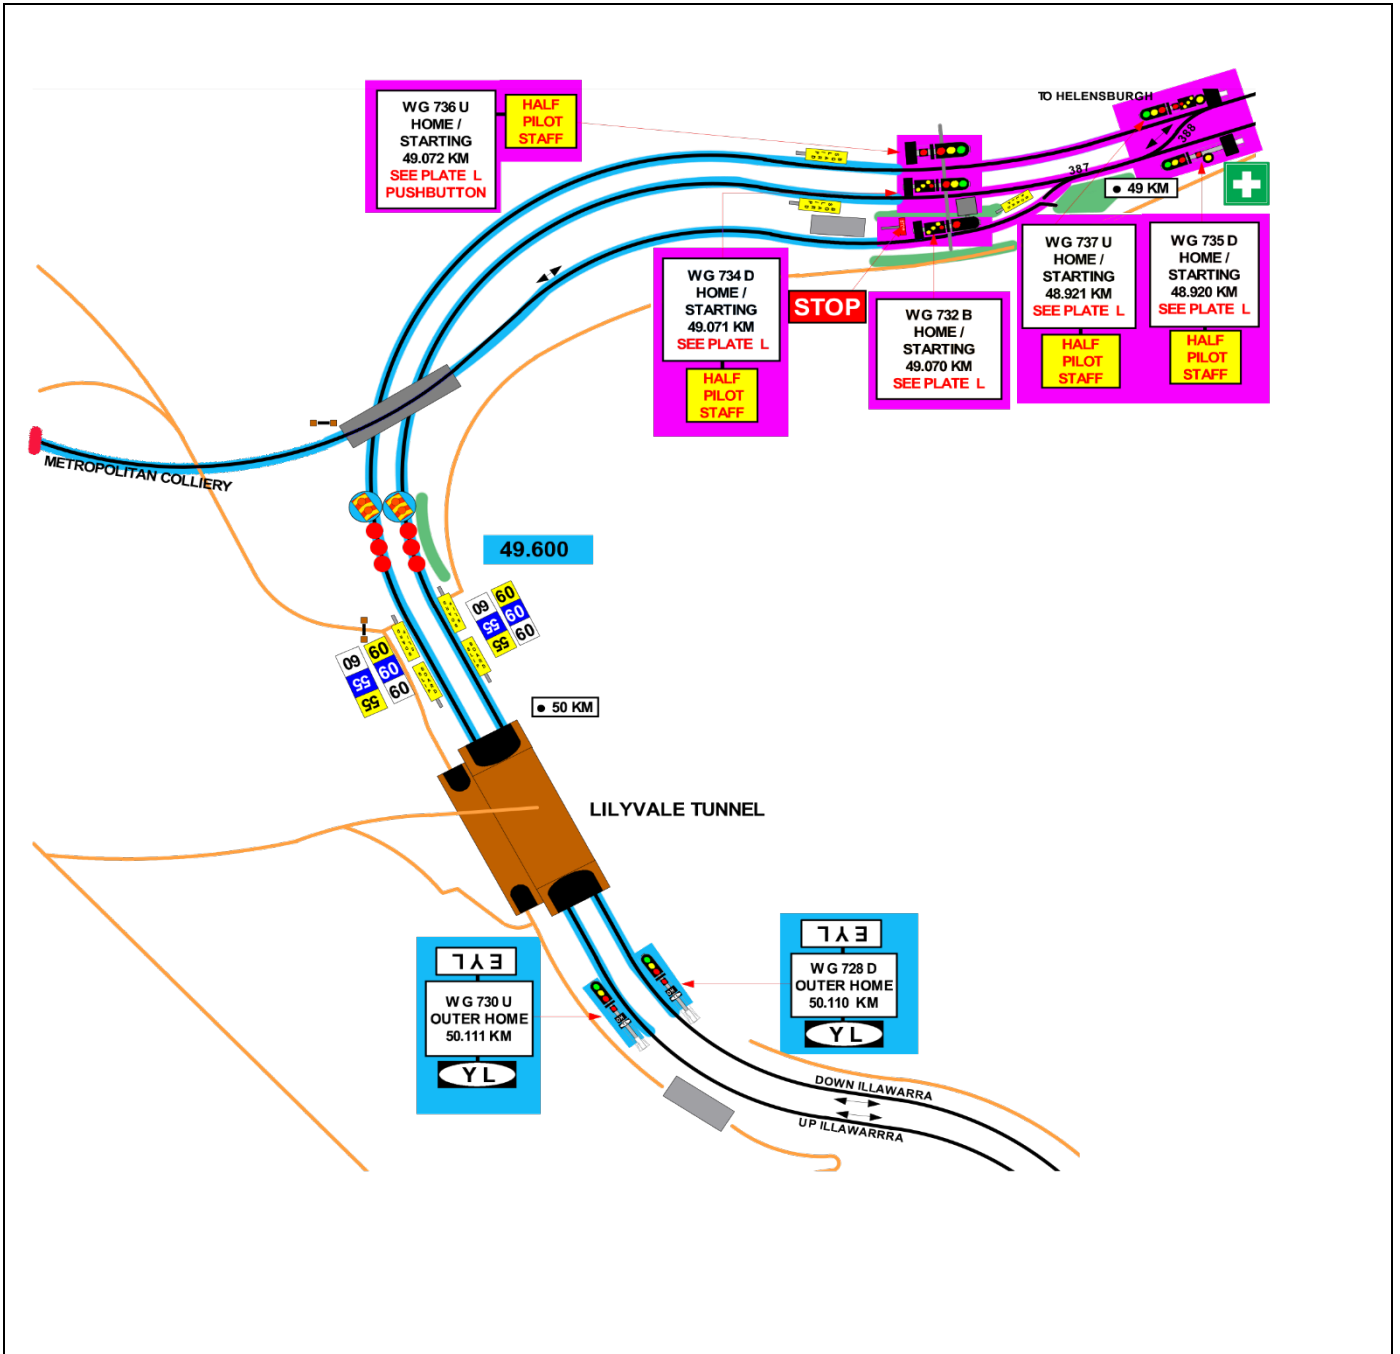 WG 736 U
HOME /
STARTING
49.072 KM
SEE PLATE L
PUSHBUTTON
HALF
PILOT
STAFF
TO HELENSBURGH
388
387
49 KM
WG 734 D
HOME /
STARTING
49.071 KM
SEE PLATE L
HALF
PILOT
STAFF
STOP
WG 732 B
HOME /
STARTING
49.070 KM
SEE PLATE L
WG 737 U
HOME /
STARTING
48.921 KM
SEE PLATE L
HALF
PILOT
STAFF
WG 735 D
HOME /
STARTING
48.920 KM
SEE PLATE L
HALF
PILOT
STAFF
METROPOLITAN COLLIERY
49.600
60
55
55
60
60
60
60
55
55
60
60
60
50 KM
LILYVALE TUNNEL
EYL
WG 730 U
OUTER HOME
50.111 KM
YL
EYL
WG 728 D
OUTER HOME
50.110 KM
YL
DOWN ILLAWARRA
UP ILLAWARRRA